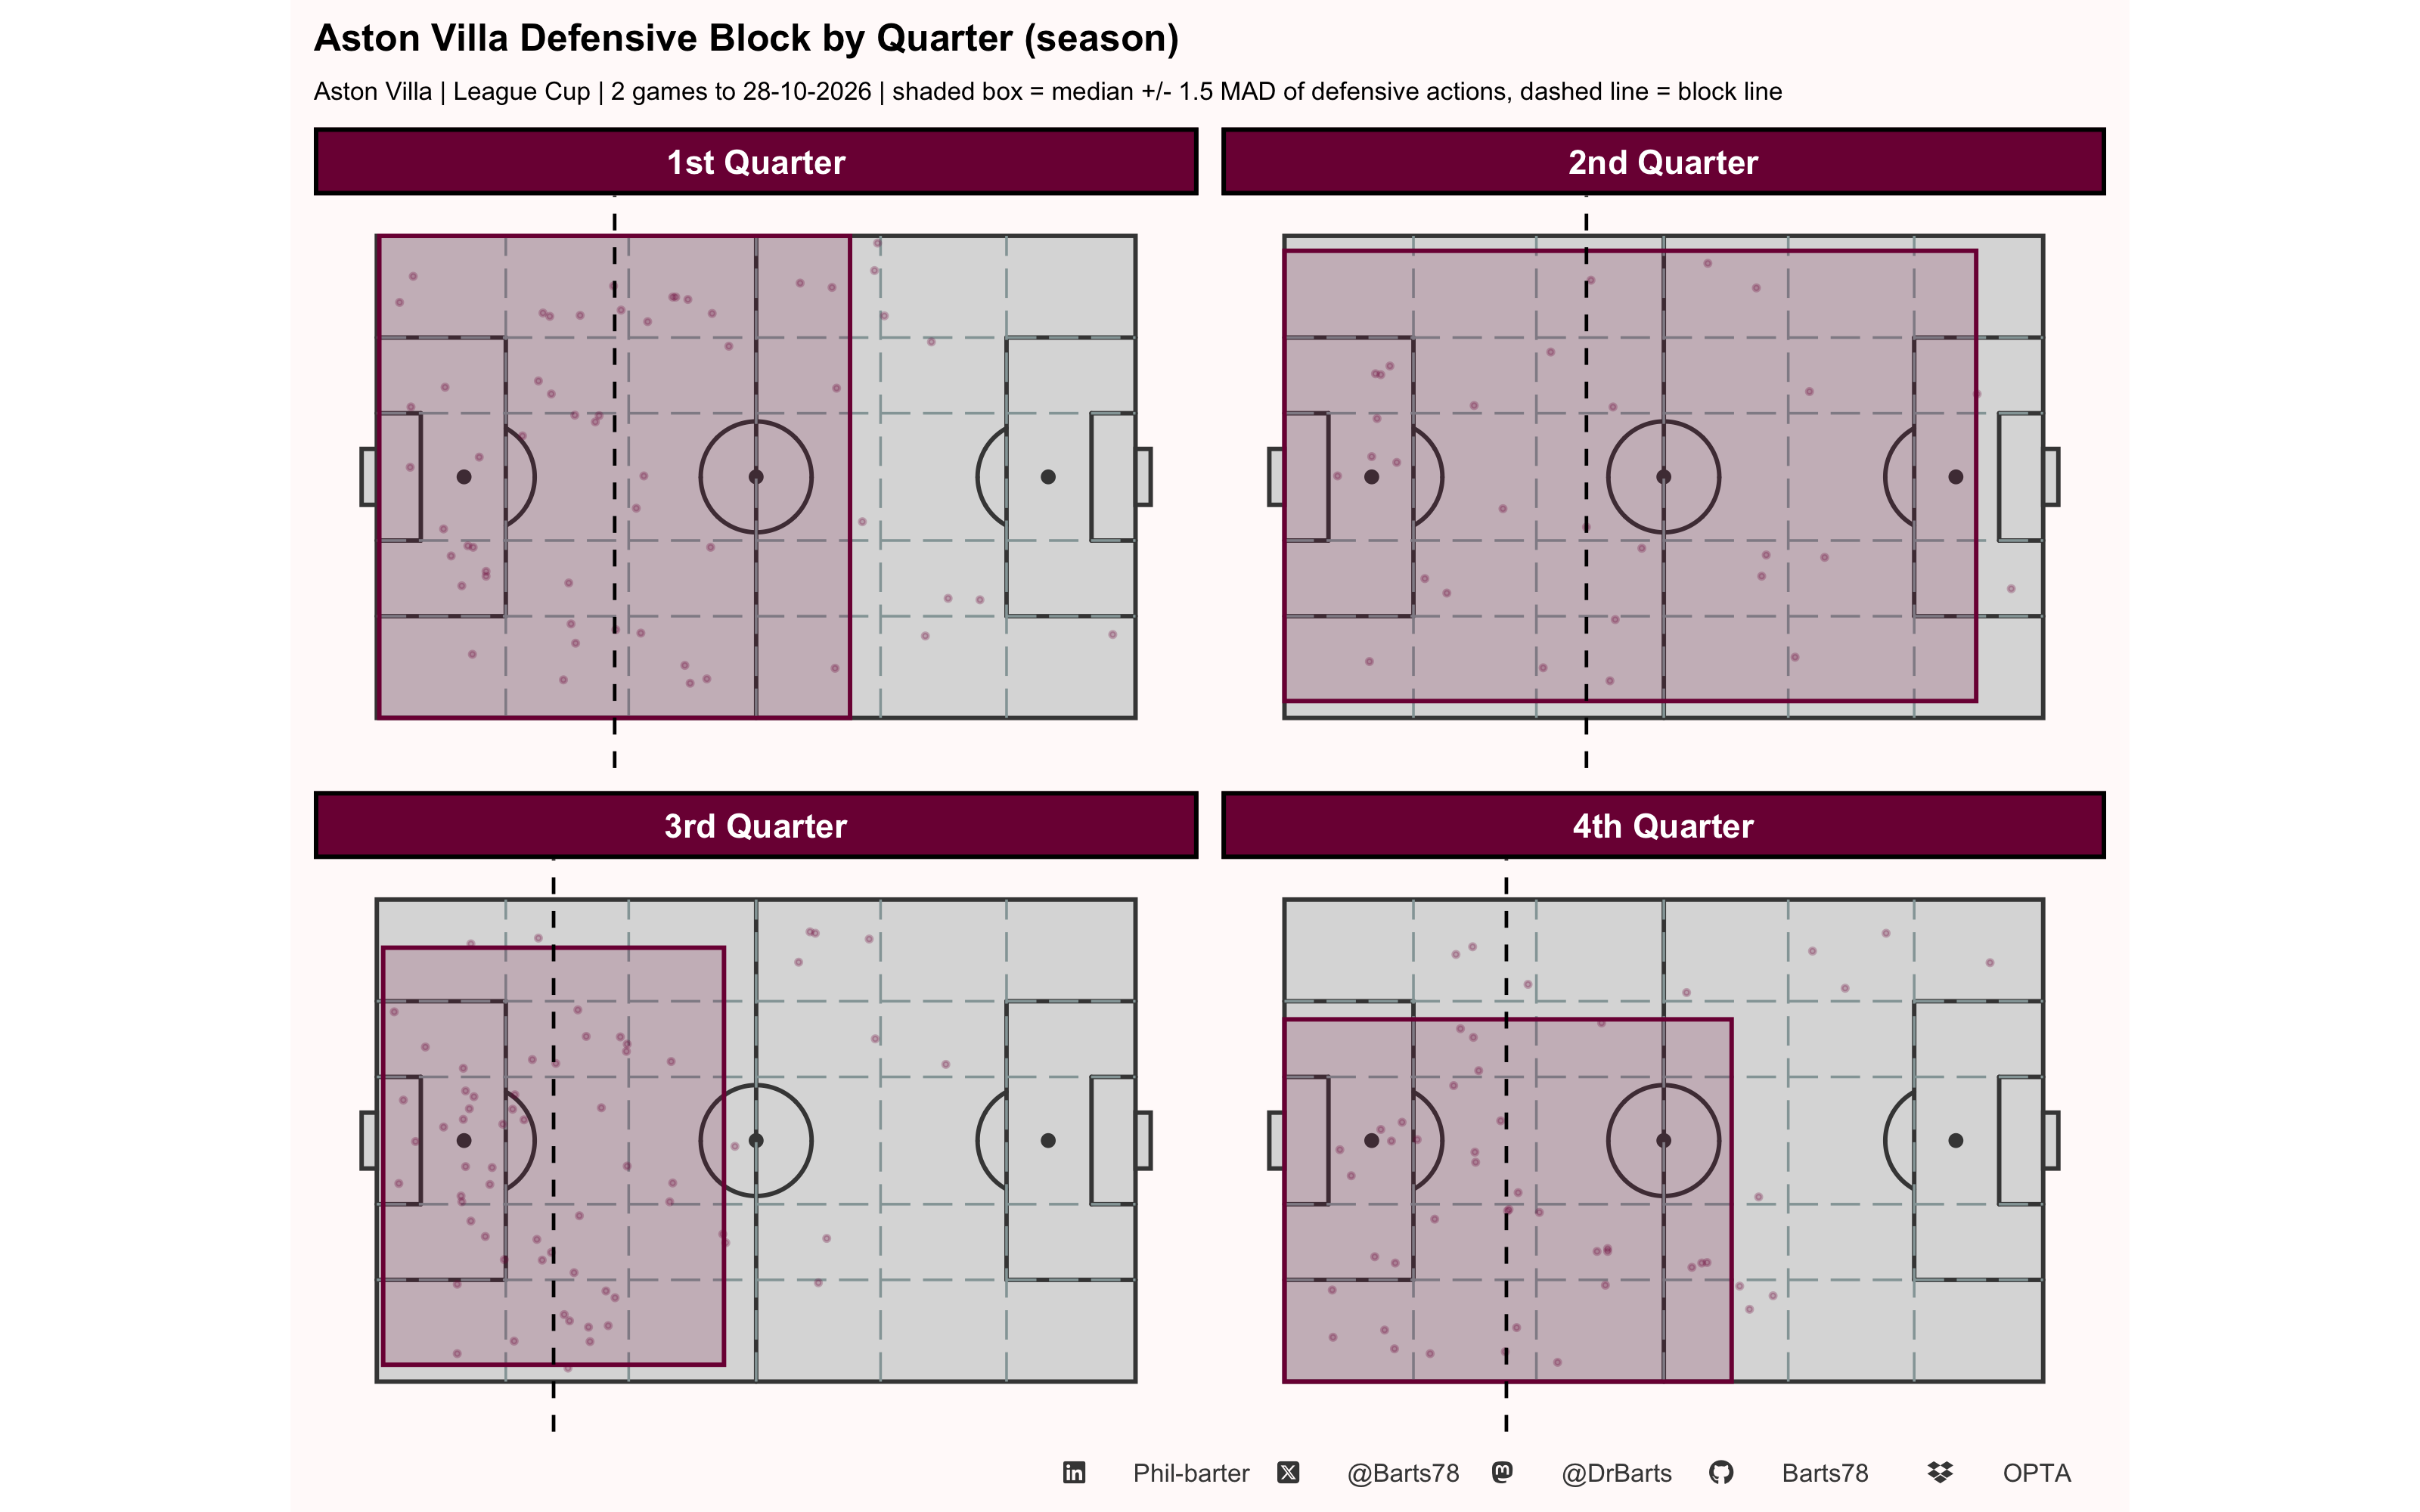 Aston Villa Defensive Block by Quarter (season)
Aston Villa | League Cup | 2 games to 28-10-2026 | shaded box = median +/- 1.5 MAD of defensive actions, dashed line = block line
1st Quarter
2nd Quarter
3rd Quarter
4th Quarter
Phil-barter @Barts78 @DrBarts Barts78 OPTA